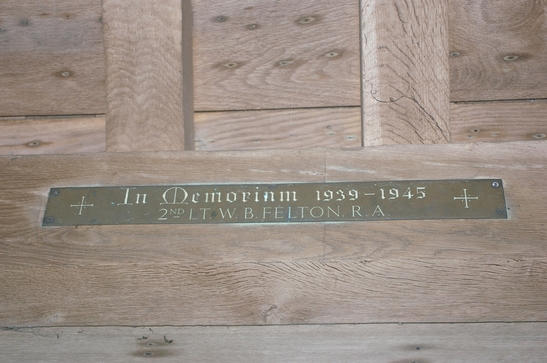 In Memoriam 1939-1945
2ND LT. W. B. FELTON. R. A.